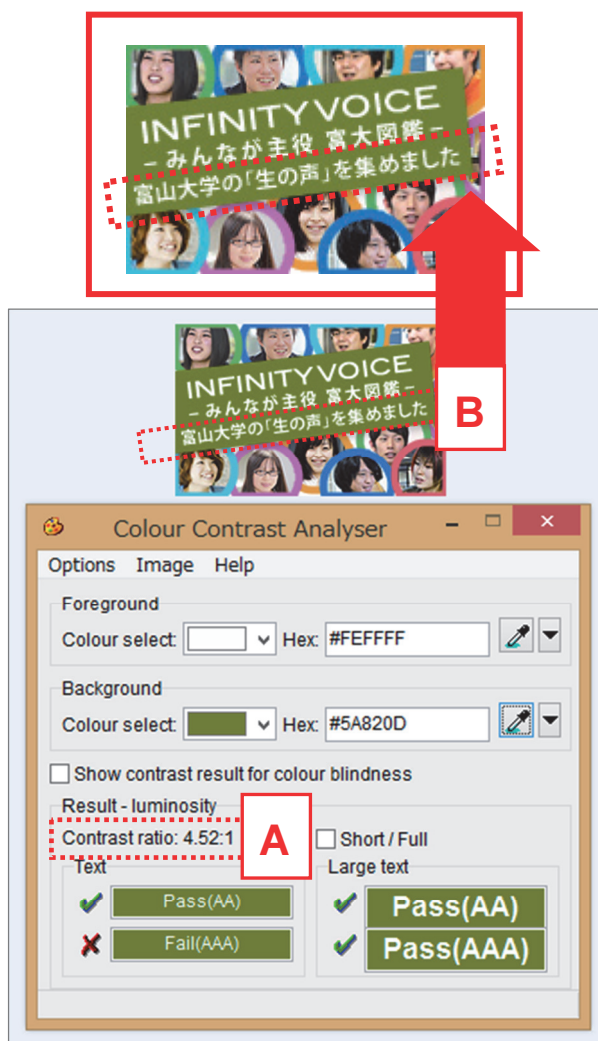 INFINITY VOICE
－みんなが主役 富大図鑑－
富山大学の「生の声」を集めました
INFINITY VOICE
－みんなが主役 富大図鑑－
富山大学の「生の声」を集めました
B
Colour Contrast Analyser
Options Image Help
Foreground
Colour select: Hex: #FEFFFF
Background
Colour select: Hex: #5A820D
Show contrast result for colour blindness
Result - luminosity
Contrast ratio: 4.52:1
A
Short / Full
Text
Pass(AA)
Fail(AAA)
Large text
Pass(AA)
Pass(AAA)